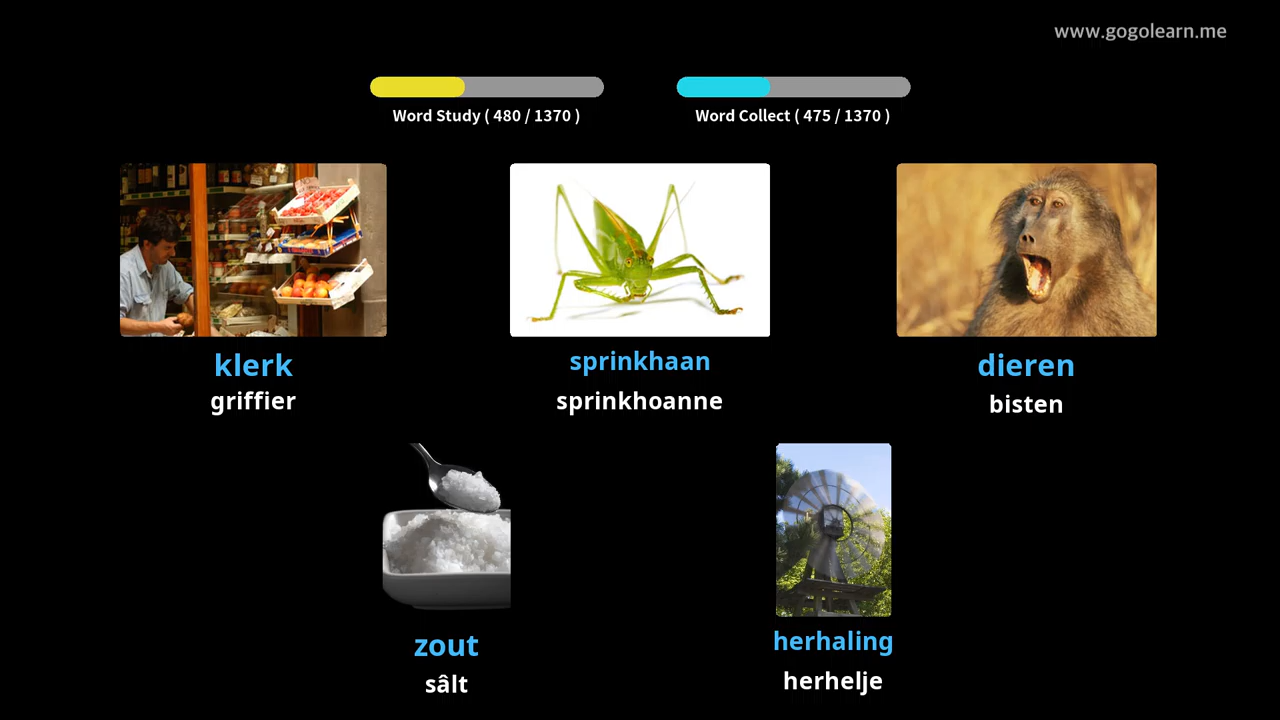 www.gogolearn.me
Word Study ( 480 / 1370 )
Word Collect ( 475 / 1370 )
klerk
griffier
sprinkhaan
sprinkhoanne
dieren
bisten
zout
sâlt
herhaling
herhelje